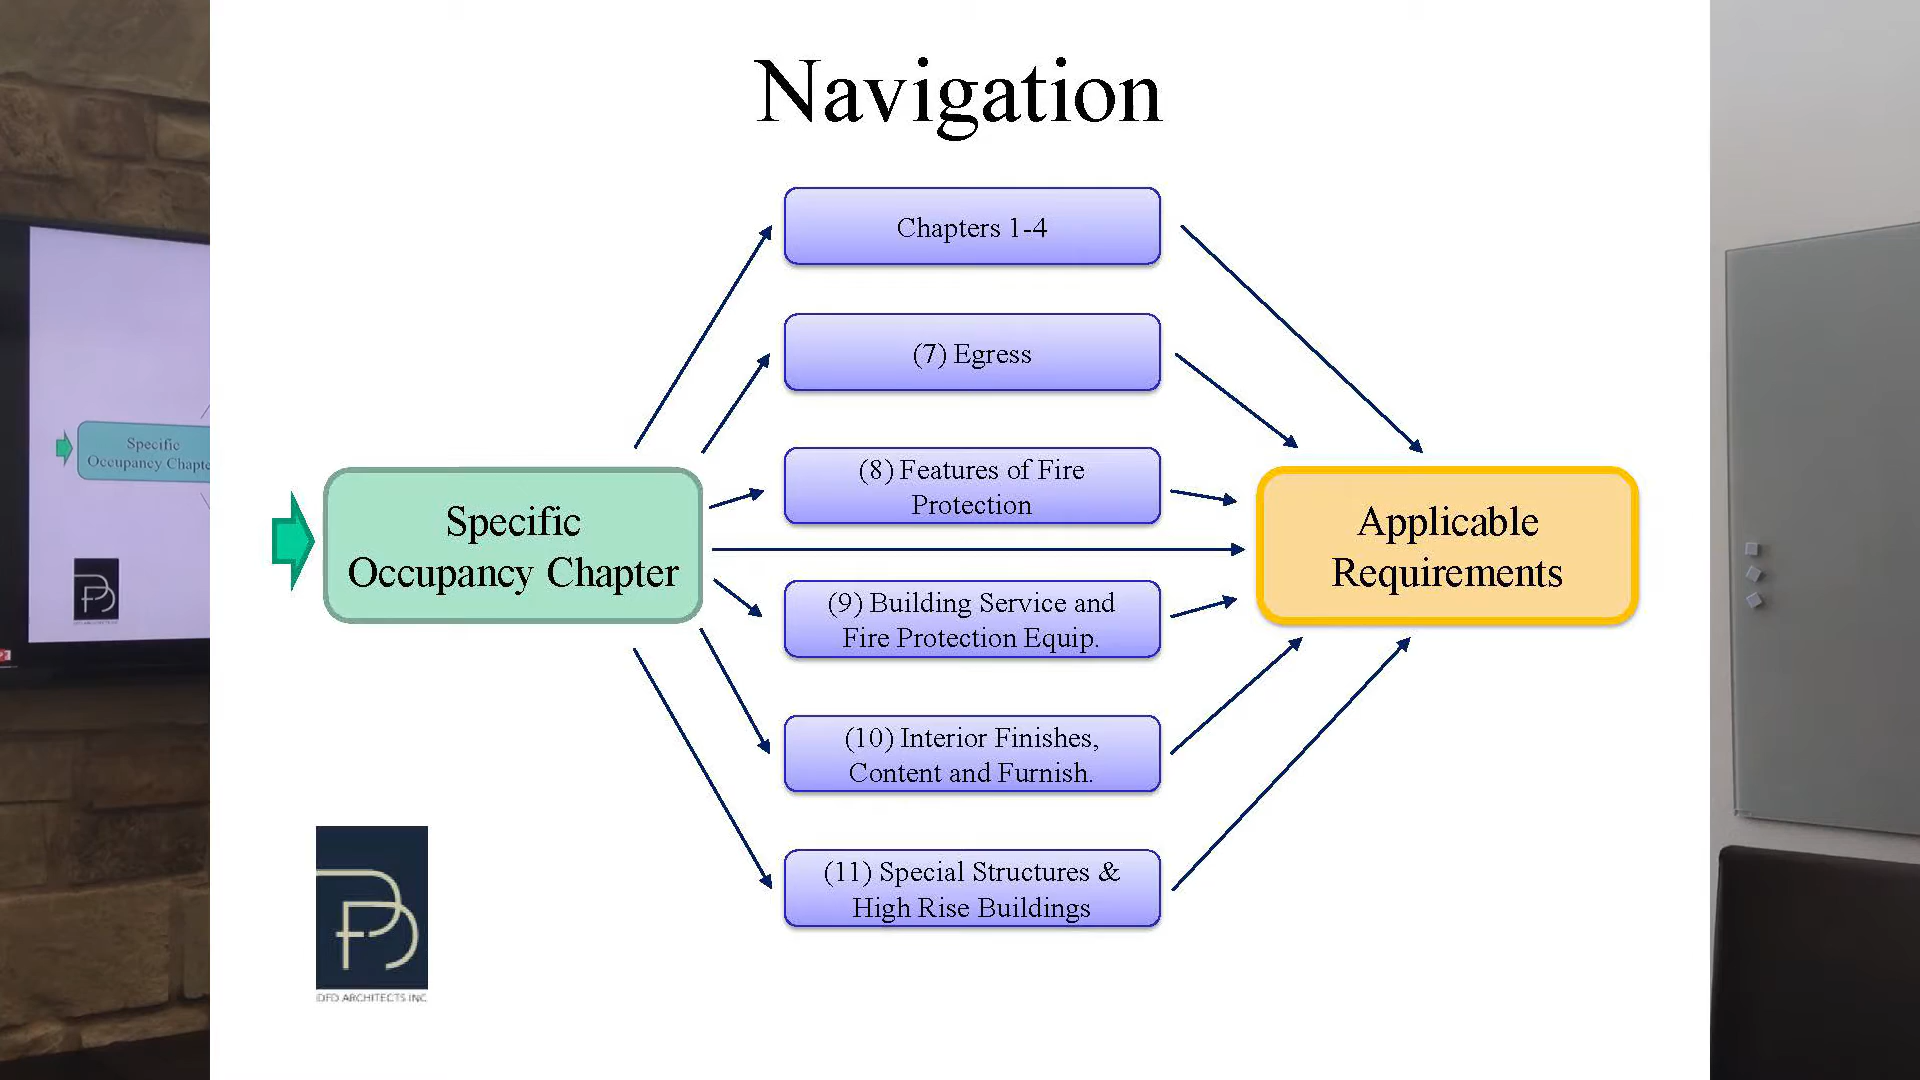 Navigation
Chapters 1-4
(7) Egress
(8) Features of Fire
Protection
Specific
Occupancy Chapter
Applicable
Requirements
(9) Building Service and
Fire Protection Equip.
(10) Interior Finishes,
Content and Furnish.
(11) Special Structures &
High Rise Buildings
DFD ARCHITECTS INC
Specific
Occupancy Chapte